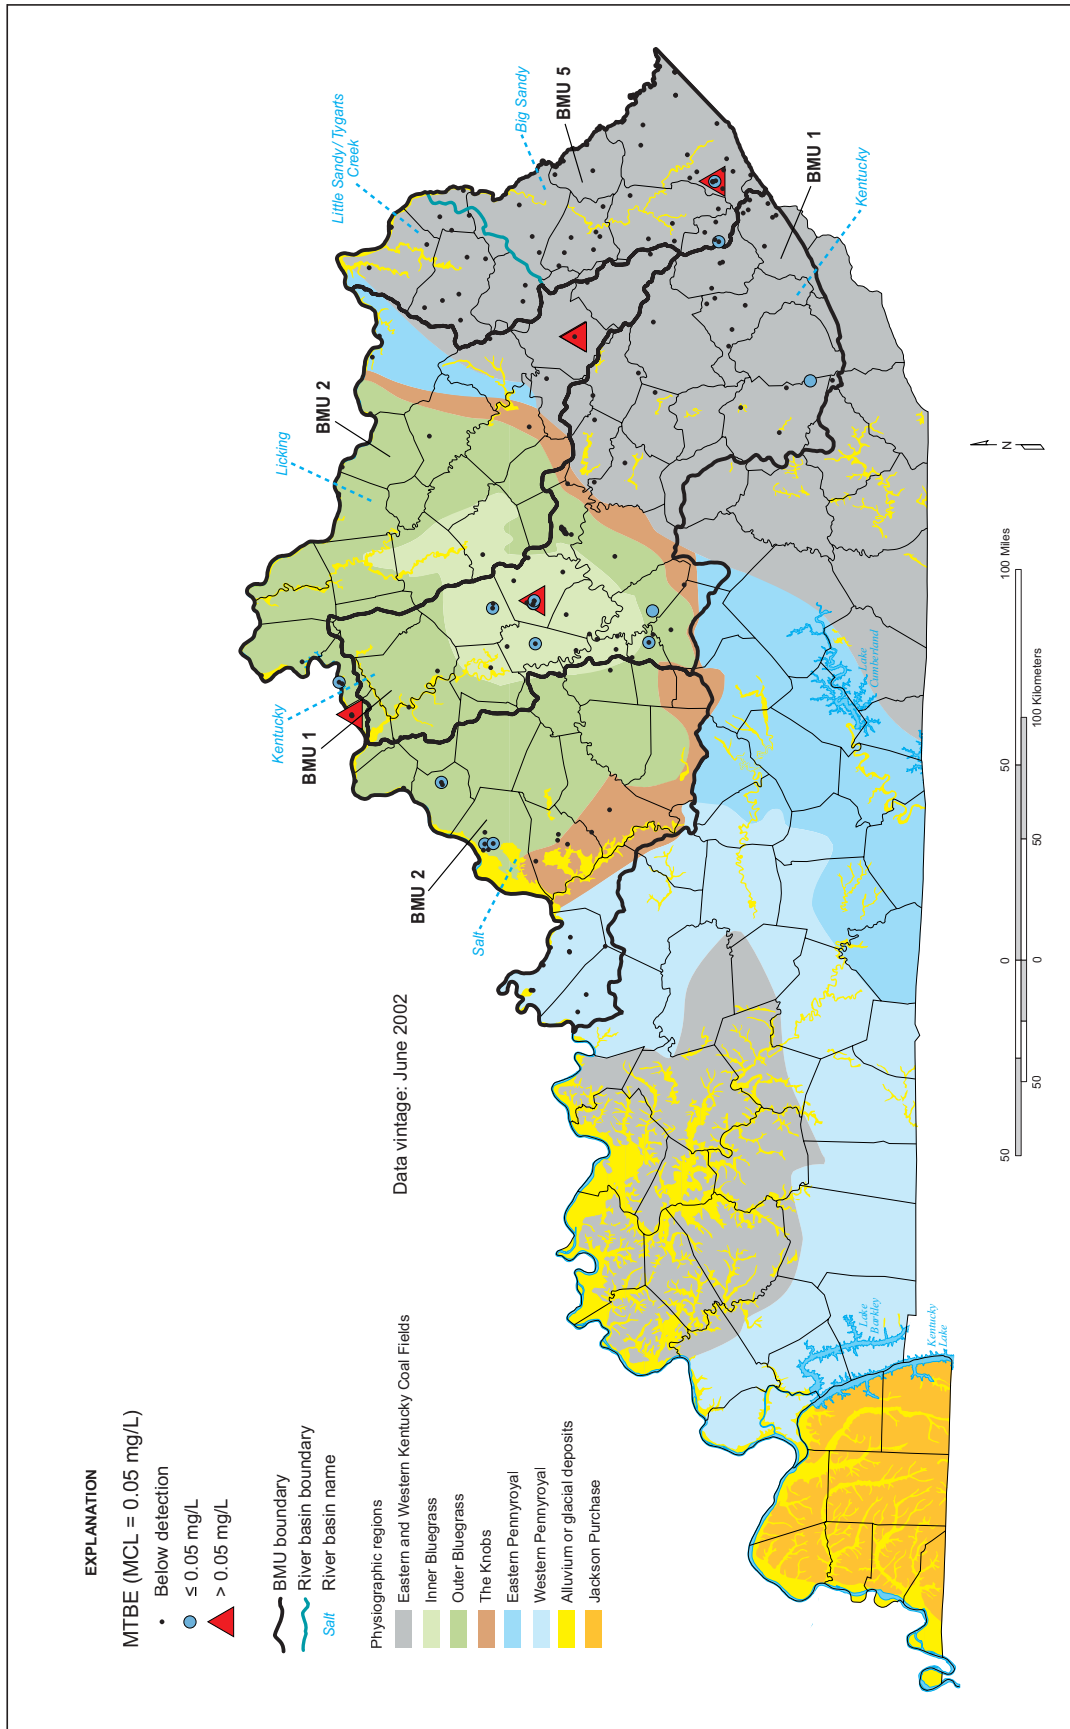 EXPLANATION
MTBE (MCL = 0.05 mg/L)
Below detection
≤ 0.05 mg/L
> 0.05 mg/L
BMU boundary
River basin boundary
Salt River basin name
Physiographic regions
Eastern and Western Kentucky Coal Fields
Inner Bluegrass
Outer Bluegrass
The Knobs
Eastern Pennyroyal
Western Pennyroyal
Alluvium or glacial deposits
Jackson Purchase
Data vintage: June 2002
Little Sandy/Tygarts
Creek
Big Sandy
BMU 5
BMU 1
Kentucky
BMU 2
Licking
Kentucky
BMU 1
BMU 2
Salt
Lake
Cumberland
Lake
Barkley
Kentucky
Lake
N
50 0 50 100 Miles
50 0 50 100 Kilometers